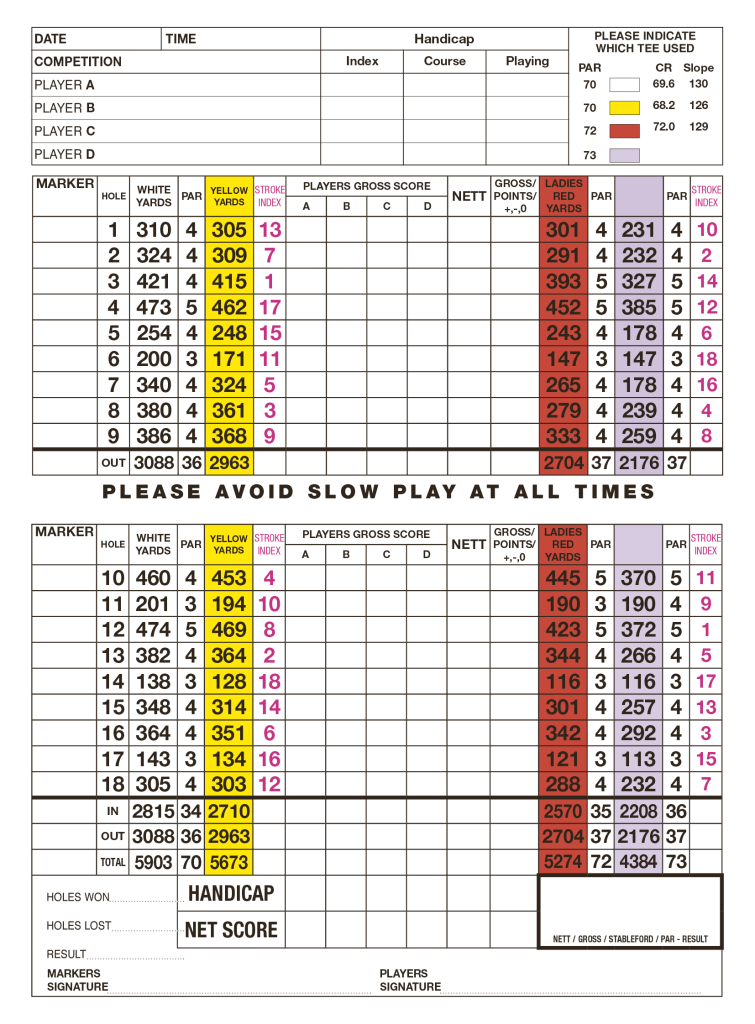 DATE TIME Handicap PLEASE INDICATE
WHICH TEE USED
COMPETITION Index Course Playing
PAR CR Slope
PLAYER A
70 69.6 130
PLAYER B
70 68.2 126
PLAYER C
72 72.0 129
PLAYER D
73
MARKER HOLE WHITE YARDS PAR YELLOW YARDS STROKE INDEX PLAYERS GROSS SCORE A B C D NETT GROSS/ POINTS/ +,-,0 LADIES RED YARDS PAR PAR STROKE INDEX
1 310 4 305 13 301 4 231 4 10
2 324 4 309 7 291 4 232 4 2
3 421 4 415 1 393 5 327 5 14
4 473 5 462 17 452 5 385 5 12
5 254 4 248 15 243 4 178 4 6
6 200 3 171 11 147 3 147 3 18
7 340 4 324 5 265 4 178 4 16
8 380 4 361 3 279 4 239 4 4
9 386 4 368 9 333 4 259 4 8
OUT 3088 36 2963 2704 37 2176 37
PLEASE AVOID SLOW PLAY AT ALL TIMES
MARKER HOLE WHITE YARDS PAR YELLOW YARDS STROKE INDEX PLAYERS GROSS SCORE A B C D NETT GROSS/ POINTS/ +,-,0 LADIES RED YARDS PAR PAR STROKE INDEX
10 460 4 453 4 445 5 370 5 11
11 201 3 194 10 190 3 190 4 9
12 474 5 469 8 423 5 372 5 1
13 382 4 364 2 344 4 266 4 5
14 138 3 128 18 116 3 116 3 17
15 348 4 314 14 301 4 257 4 13
16 364 4 351 6 342 4 292 4 3
17 143 3 134 16 121 3 113 3 15
18 305 4 303 12 288 4 232 4 7
IN 2815 34 2710 2570 35 2208 36
OUT 3088 36 2963 2704 37 2176 37
TOTAL 5903 70 5673 5274 72 4384 73
HOLES WON HANDICAP
HOLES LOST NET SCORE
NETT / GROSS / STABLEFORD / PAR - RESULT
RESULT
MARKERS SIGNATURE PLAYERS SIGNATURE